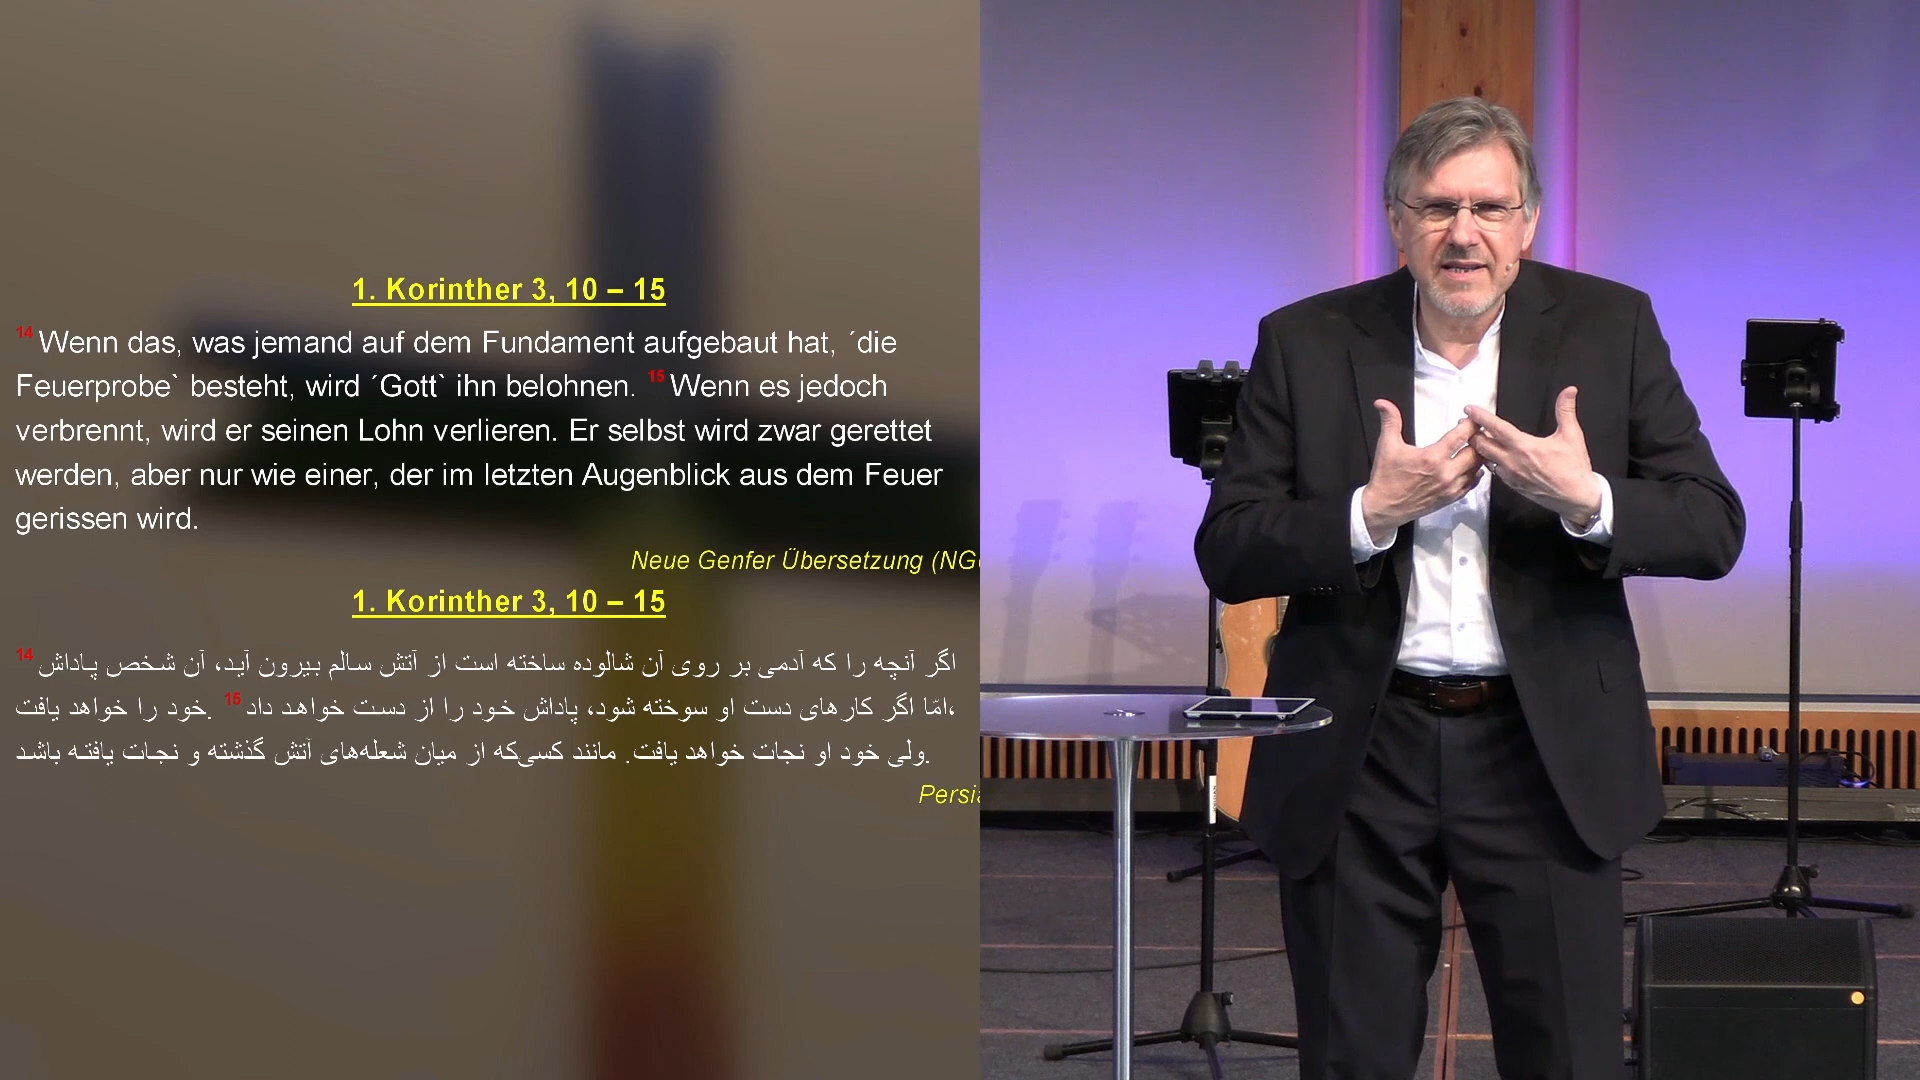 1. Korinther 3, 10 – 15
14 Wenn das, was jemand auf dem Fundament aufgebaut hat, ´die
Feuerprobe` besteht, wird ´Gott` ihn belohnen. 15 Wenn es jedoch
verbrennt, wird er seinen Lohn verlieren. Er selbst wird zwar gerettet
werden, aber nur wie einer, der im letzten Augenblick aus dem Feuer
gerissen wird.
Neue Genfer Übersetzung (NG
1. Korinther 3, 10 – 15
14 اگر آنچه را که آدمی بر روی آن شالوده ساخته است از آتش سالم بیرون آید، آن شخص پاداش
خود را خواهد یافت. 15 امّا اگر کارهای دست او سوخته شود، پاداش خود را از دست خواهد داد،
ولی خود او نجات خواهد یافت. مانند کسی‌که از میان شعله‌های آتش گذشته و نجات یافته باشد.
Persia